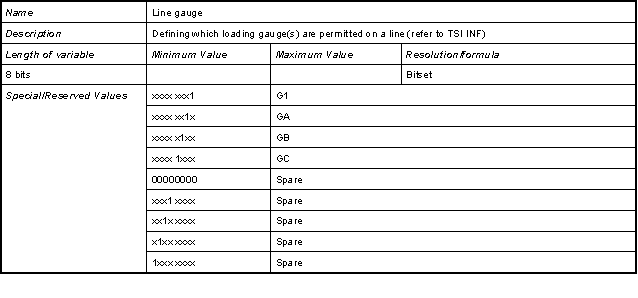 Name Line gauge
Description Defining which loading gauge(s) are permitted on a line (refer to TSI INF)
Length of variable Minimum Value Maximum Value Resolution/formula
8 bits Bitset
Special/Reserved Values xxxx xxx1 G1
xxxx xx1x GA
xxxx x1xx GB
xxxx 1xxx GC
00000000 Spare
xxx1 xxxx Spare
xx1x xxxx Spare
x1xx xxxx Spare
1xxx xxxx Spare